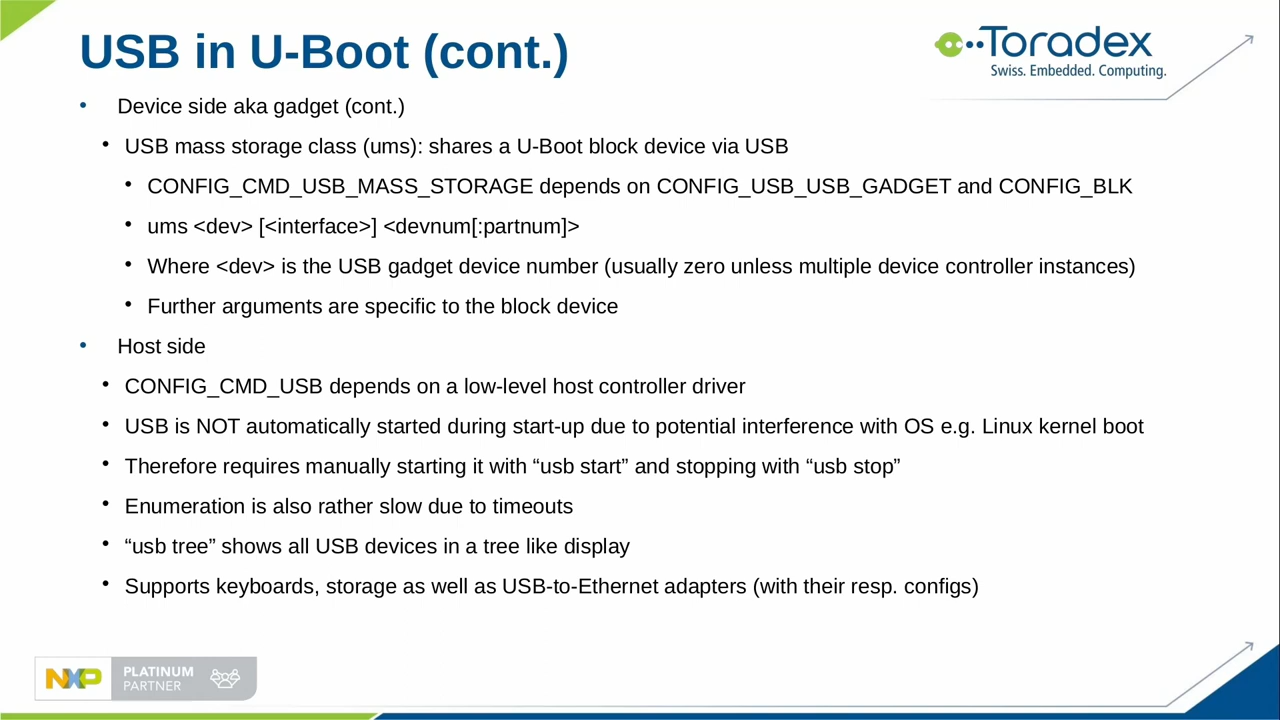 USB in U-Boot (cont.)
Toradex
Swiss. Embedded. Computing.
• Device side aka gadget (cont.)
• USB mass storage class (ums): shares a U-Boot block device via USB
• CONFIG_CMD_USB_MASS_STORAGE depends on CONFIG_USB_USB_GADGET and CONFIG_BLK
• ums <dev> [<interface>] <devnum[:partnum]>
• Where <dev> is the USB gadget device number (usually zero unless multiple device controller instances)
• Further arguments are specific to the block device
• Host side
• CONFIG_CMD_USB depends on a low-level host controller driver
• USB is NOT automatically started during start-up due to potential interference with OS e.g. Linux kernel boot
• Therefore requires manually starting it with “usb start” and stopping with “usb stop”
• Enumeration is also rather slow due to timeouts
• “usb tree” shows all USB devices in a tree like display
• Supports keyboards, storage as well as USB-to-Ethernet adapters (with their resp. configs)
NXP
PLATINUM
PARTNER